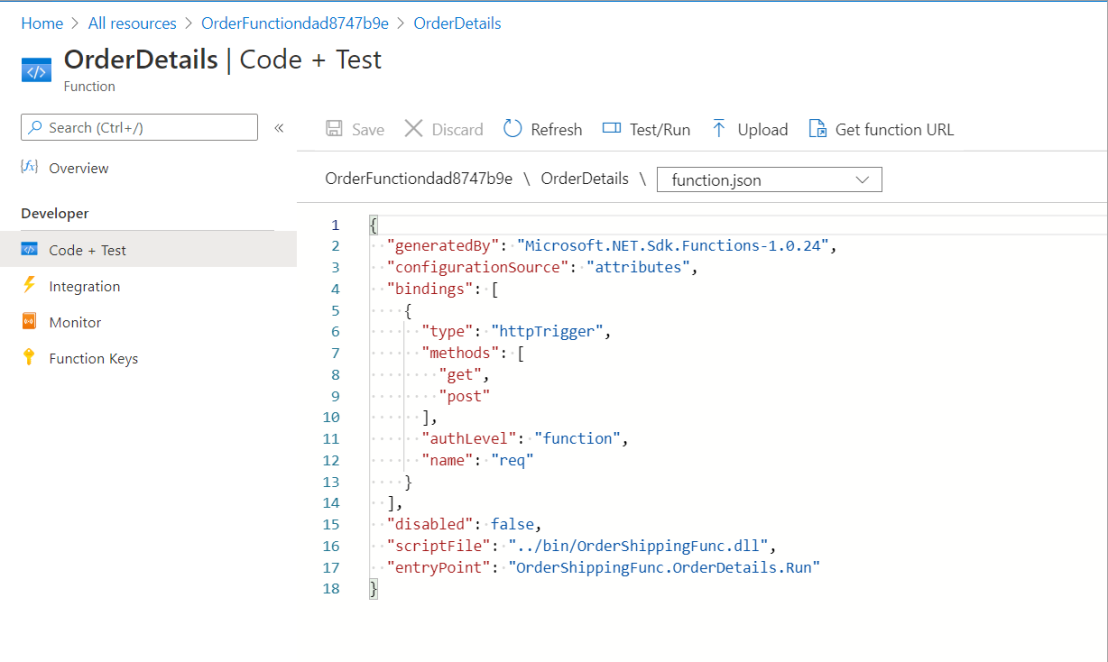 Home > All resources > OrderFunctiondad8747b9e > OrderDetails
OrderDetails | Code + Test
Function
Search (Ctrl+/)
«
Save Discard Refresh Test/Run Upload Get function URL
Overview
OrderFunctiondad8747b9e \ OrderDetails \ function.json
Developer
Code + Test
Integration
Monitor
Function Keys
1 {
2 "generatedBy": "Microsoft.NET.Sdk.Functions-1.0.24",
3 "configurationSource": "attributes",
4 "bindings": [
5 {
6 "type": "httpTrigger",
7 "methods": [
8 "get",
9 "post"
10 ],
11 "authLevel": "function",
12 "name": "req"
13 }
14 ],
15 "disabled": false,
16 "scriptFile": "../bin/OrderShippingFunc.dll",
17 "entryPoint": "OrderShippingFunc.OrderDetails.Run"
18 }